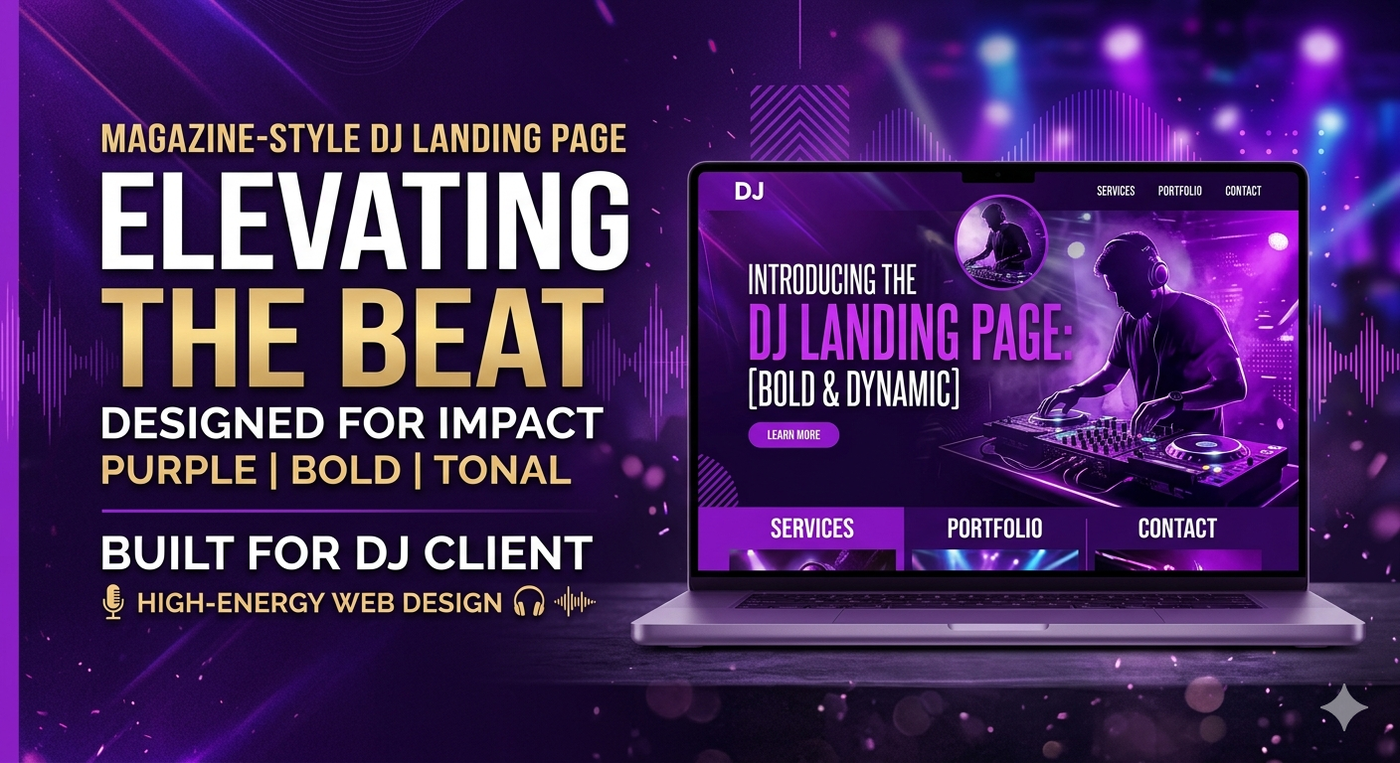 MAGAZINE-STYLE DJ LANDING PAGE
ELEVATING
THE BEAT
DESIGNED FOR IMPACT
PURPLE | BOLD | TONAL
BUILT FOR DJ CLIENT
HIGH-ENERGY WEB DESIGN
DJ
SERVICES PORTFOLIO CONTACT
INTRODUCING THE
DJ LANDING PAGE:
[BOLD & DYNAMIC]
LEARN MORE
SERVICES PORTFOLIO CONTACT